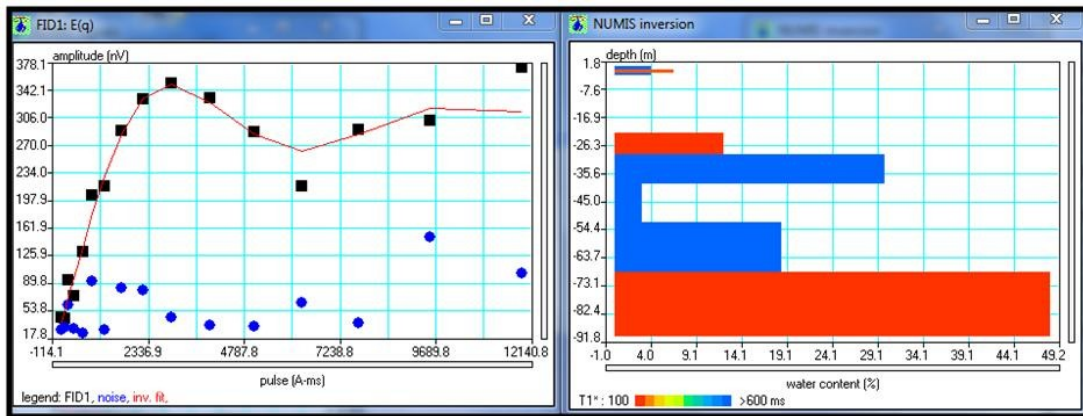 FID1: E(q)
amplitude (nV)
378.1
342.1
306.0
270.0
234.0
197.9
161.9
125.9
89.8
53.8
17.8
-114.1 2336.9 4787.8 7238.8 9689.8 12140.8
pulse (A-ms)
legend: FID1, noise, inv. fit,
NUMIS inversion
depth (m)
1.8
-7.6
-16.9
-26.3
-35.6
-45.0
-54.4
-63.7
-73.1
-82.4
-91.8
-1.0 4.0 9.1 14.1 19.1 24.1 29.1 34.1 39.1 44.2 49.2
water content (%)
T1*: 100 >600 ms